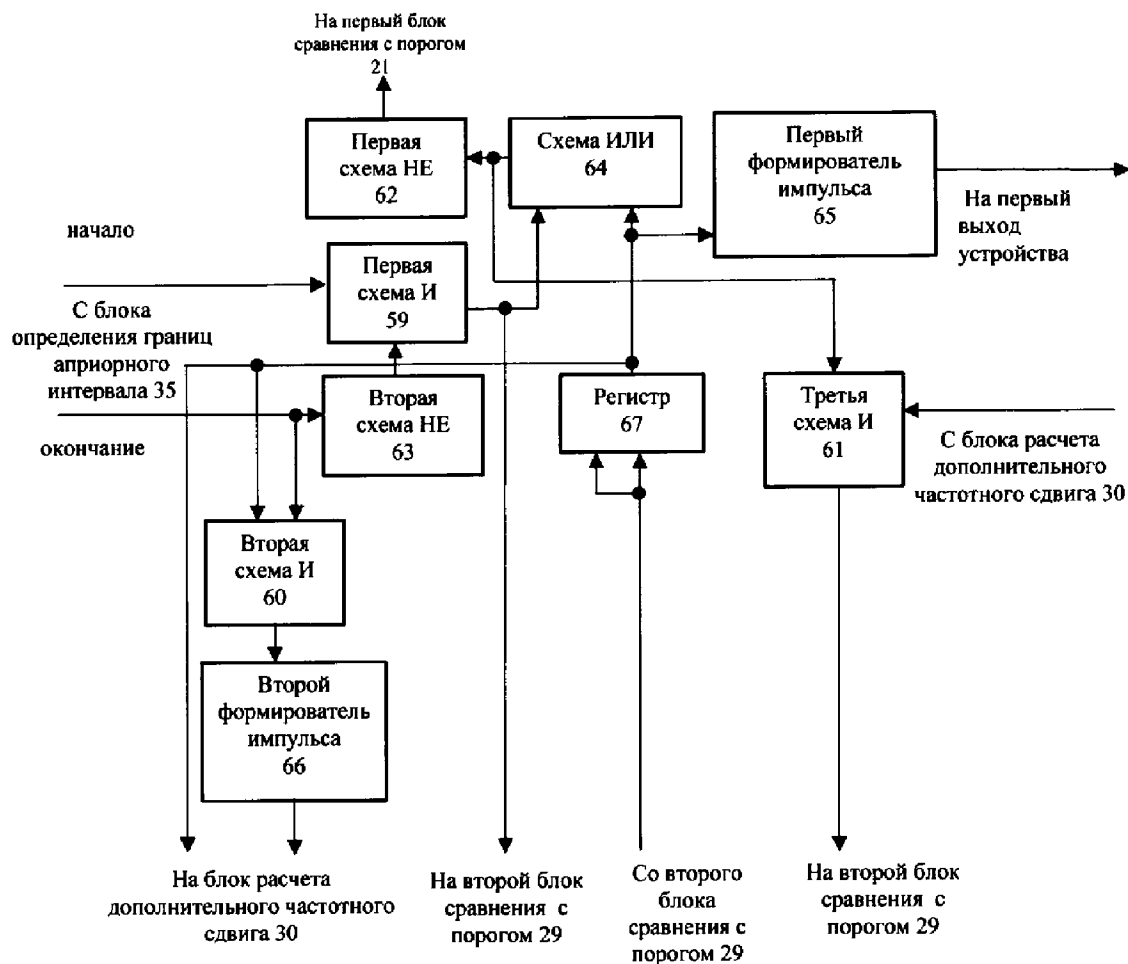 На первый блок
сравнения с порогом
21
Первая
схема НЕ
62
Схема ИЛИ
64
Первый
формирователь
импульса
65
На первый
выход
устройства
начало
Первая
схема И
59
С блока
определения границ
априорного
интервала 35
Вторая
схема НЕ
63
Регистр
67
Третья
схема И
61
окончание
С блока расчета
дополнительного
частотного сдвига 30
Вторая
схема И
60
Второй
формирователь
импульса
66
На блок расчета
дополнительного частотного
сдвига 30
На второй блок
сравнения с
порогом 29
Со второго
блока
сравнения с
порогом 29
На второй блок
сравнения с
порогом 29